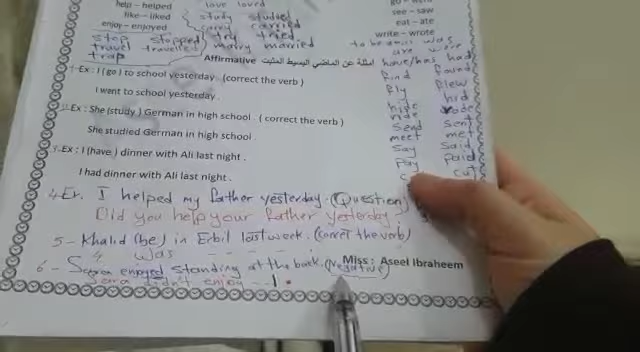 help – helped love loved
like – liked study studied see – saw
enjoy – enjoyed carry carried eat – ate
stop stopped try tried write – wrote
travel travelled marry married to be am is was
trap are were
Affirmative امثلة عن الماضي البسيط المثبت have/has had
1- Ex : I (go) to school yesterday . (correct the verb) find found
I want to school yesterday . fly flew
hide hid
2- Ex: She (study) German in high school . (correct the verb) ride rode
She studied German in high school . send sent
meet met
3- Ex : I (have) dinner with Ali last night . say said
I had dinner with Ali last night . pay paid
4- Ex. I helped my father yesterday. (Question)
Did you help your father yesterday.
5 - Khalid (be) in Erbil last week. (correct the verb)
" was - - - - -
Miss: Aseel Ibraheem
6 - enjoyed standing at the back. (negative)
didn't enjoy